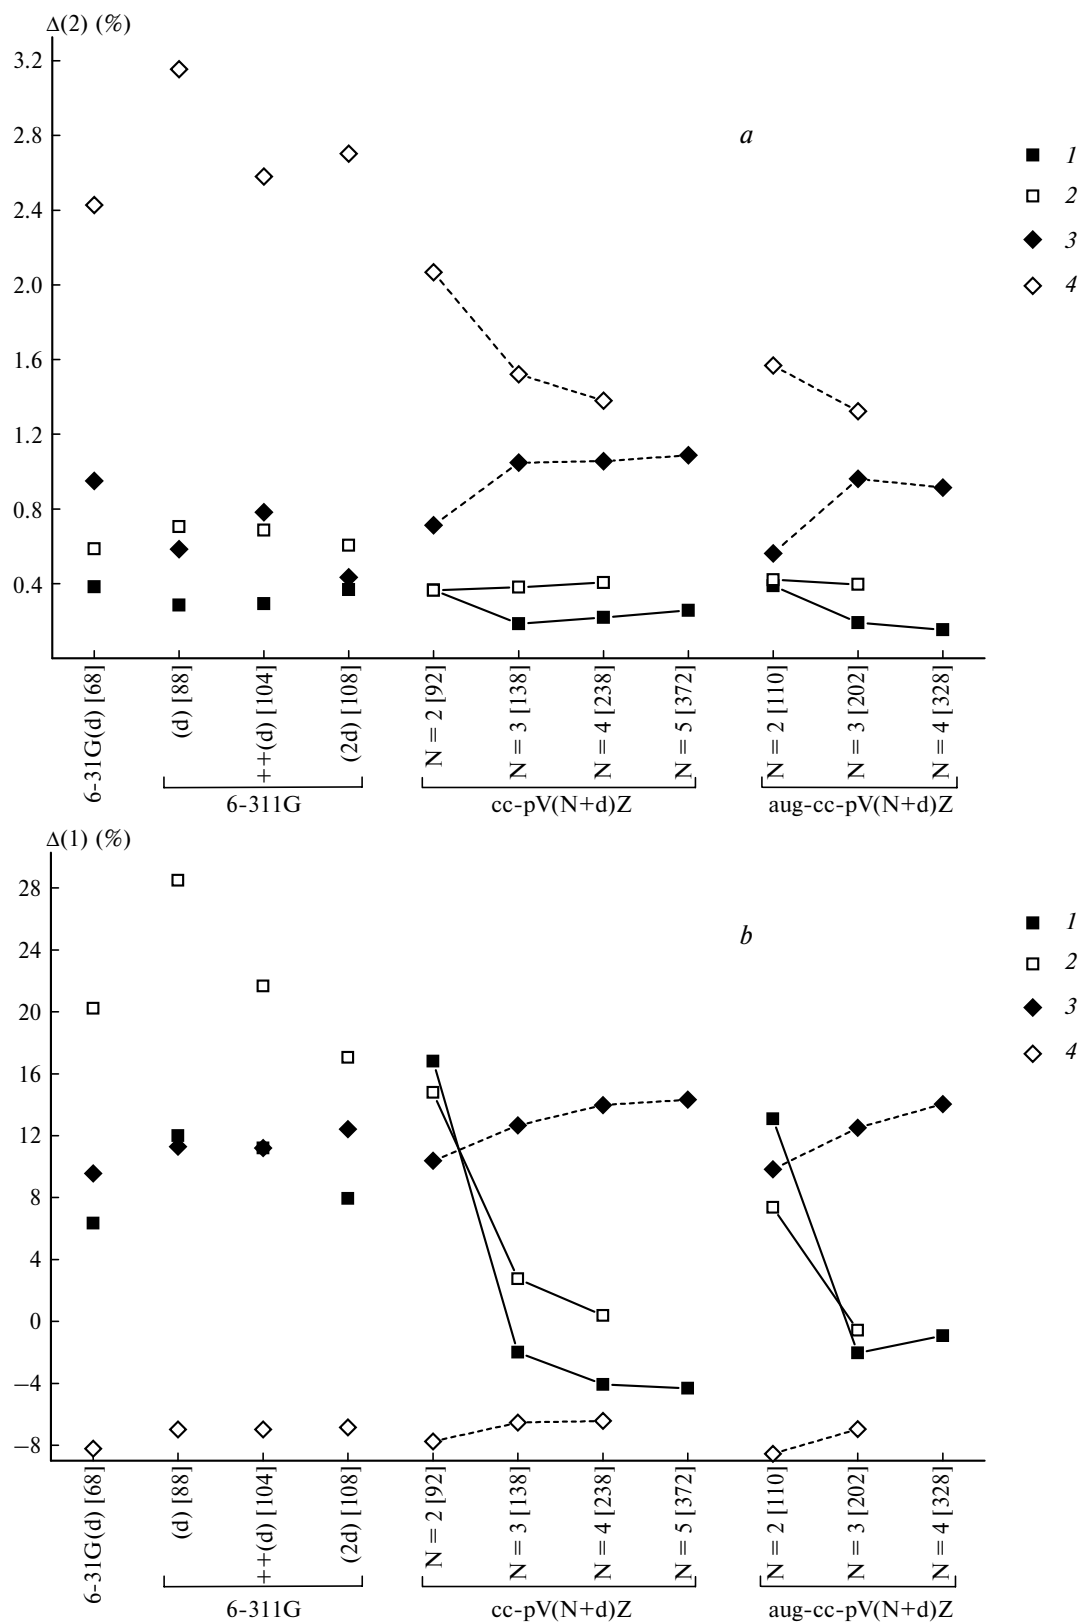 Δ(2) (%)
3.2
2.8
2.4
2.0
1.6
1.2
0.8
0.4
a
1
2
3
4
6-31G(d) [68]
(d) [88]
++(d) [104]
(2d) [108]
N = 2 [92]
N = 3 [138]
N = 4 [238]
N = 5 [372]
N = 2 [110]
N = 3 [202]
N = 4 [328]
6-311G
cc-pV(N+d)Z
aug-cc-pV(N+d)Z
Δ(1) (%)
28
24
20
16
12
8
4
0
−4
−8
b
1
2
3
4
6-31G(d) [68]
(d) [88]
++(d) [104]
(2d) [108]
N = 2 [92]
N = 3 [138]
N = 4 [238]
N = 5 [372]
N = 2 [110]
N = 3 [202]
N = 4 [328]
6-311G
cc-pV(N+d)Z
aug-cc-pV(N+d)Z